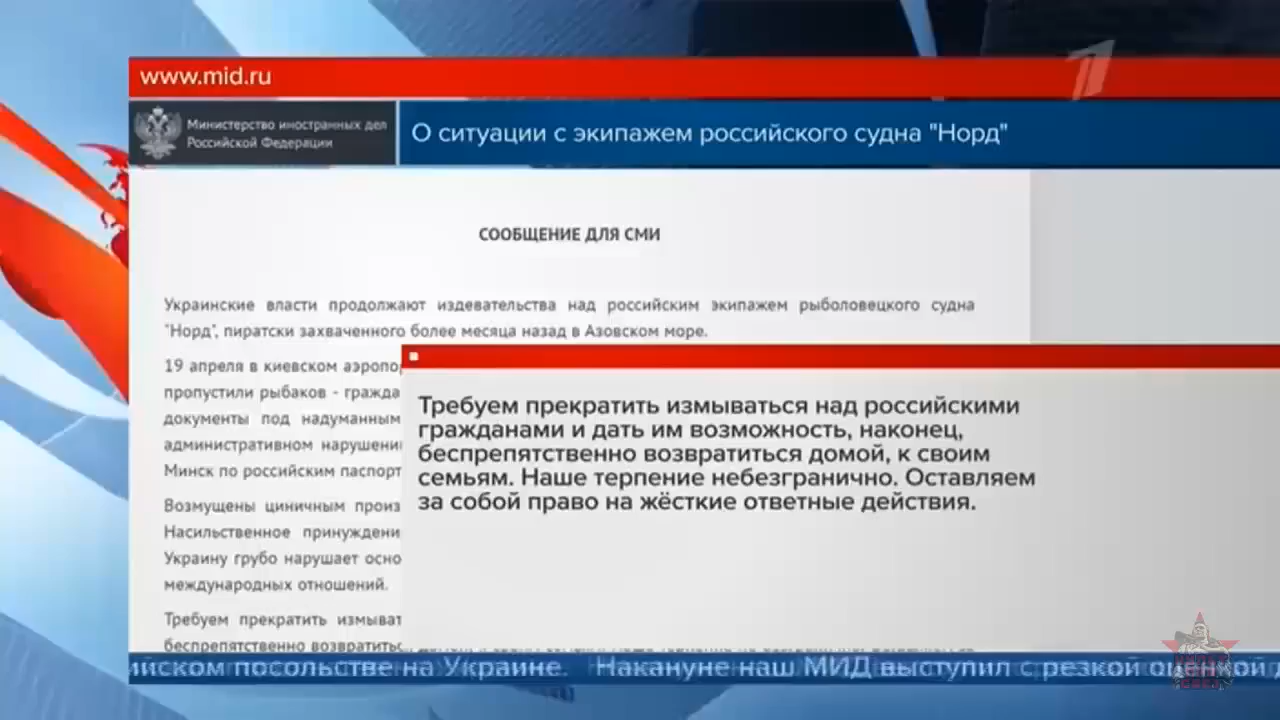 www.mid.ru
Министерство иностранных дел
Российской Федерации
О ситуации с экипажем российского судна "Норд"
СООБЩЕНИЕ ДЛЯ СМИ
Украинские власти продолжают издевательства над российским экипажем рыболовецкого судна
"Норд", пиратски захваченного более месяца назад в Азовском море.
19 апреля в киевском аэропо
пропустили рыбаков - гражда
документы под надуманным
административном нарушени
Минск по российским паспорт
Возмущены циничным произ
Насильственное принуждени
Украину грубо нарушает осно
международных отношений.
Требуем прекратить измыват
беспрепятственно возвратитьс
Требуем прекратить измываться над российскими
гражданами и дать им возможность, наконец,
беспрепятственно возвратиться домой, к своим
семьям. Наше терпение небезгранично. Оставляем
за собой право на жёсткие ответные действия.
йском посольстве на Украине. Накануне наш МИД выступил с резкой оценкой